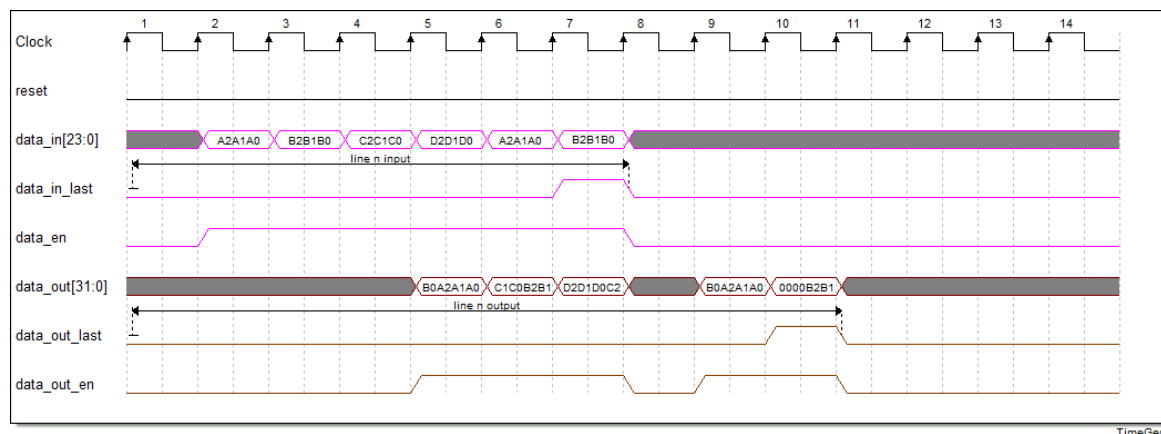 1 2 3 4 5 6 7 8 9 10 11 12 13 14
Clock
reset
data_in[23:0] A2A1A0 B2B1B0 C2C1C0 D2D1D0 A2A1A0 B2B1B0
line n input
data_in_last
data_en
data_out[31:0] B0A2A1A0 C1C0B2B1 D2D1D0C2 B0A2A1A0 0000B2B1
line n output
data_out_last
data_out_en